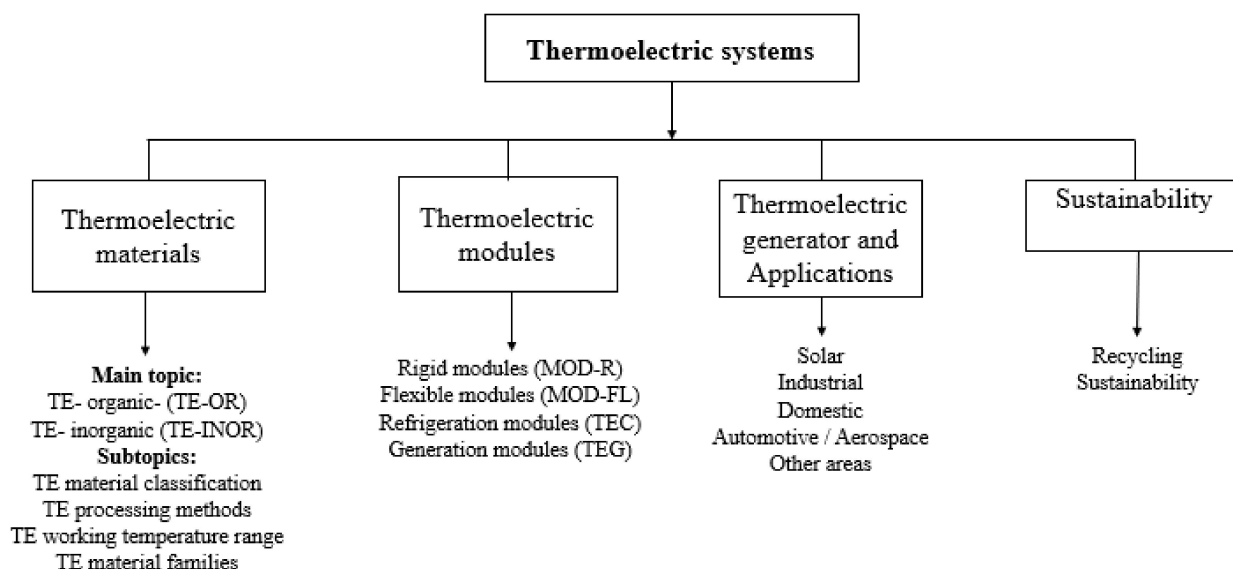 Thermoelectric systems
Thermoelectric
materials
Thermoelectric
modules
Thermoelectric
generator and
Applications
Sustainability
Main topic:
TE- organic- (TE-OR)
TE- inorganic (TE-INOR)
Subtopics:
TE material classification
TE processing methods
TE working temperature range
TE material families
Rigid modules (MOD-R)
Flexible modules (MOD-FL)
Refrigeration modules (TEC)
Generation modules (TEG)
Solar
Industrial
Domestic
Automotive / Aerospace
Other areas
Recycling
Sustainability